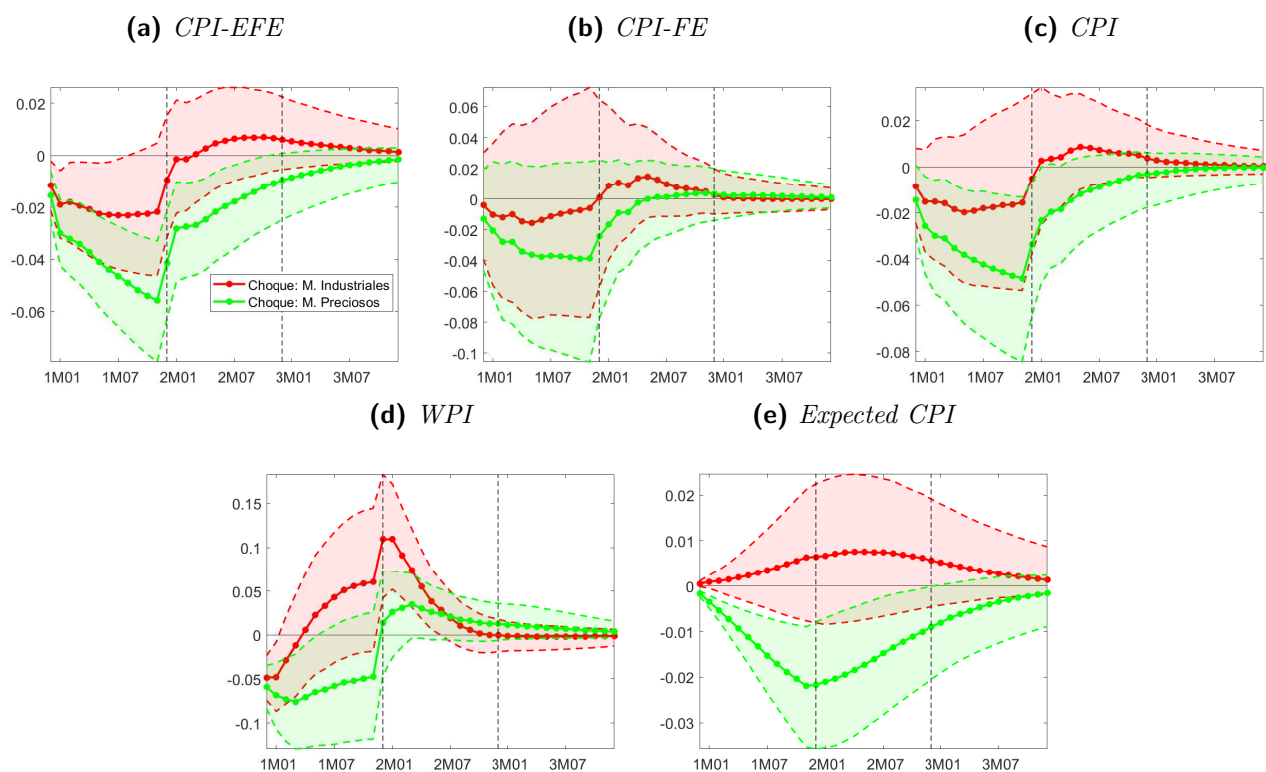 (a) CPI-EFE
(b) CPI-FE
(c) CPI
0.02
0
-0.02
-0.04
-0.06
1M01 1M07 2M01 2M07 3M01 3M07
Choque: M. Industriales
Choque: M. Preciosos
0.06
0.04
0.02
0
-0.02
-0.04
-0.06
-0.08
-0.1
1M01 1M07 2M01 2M07 3M01 3M07
0.02
0
-0.02
-0.04
-0.06
-0.08
1M01 1M07 2M01 2M07 3M01 3M07
(d) WPI
(e) Expected CPI
0.15
0.1
0.05
0
-0.05
-0.1
1M01 1M07 2M01 2M07 3M01 3M07
0.02
0.01
0
-0.01
-0.02
-0.03
1M01 1M07 2M01 2M07 3M01 3M07